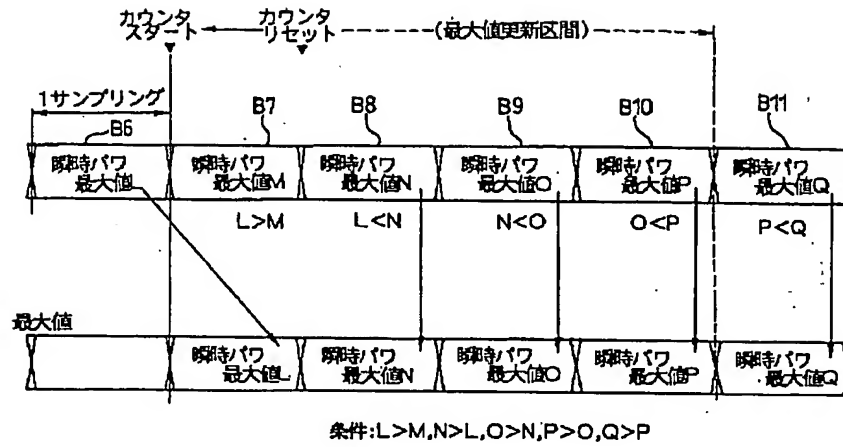 カウンタ
スタート
カウンタ
リセット
(最大値更新区間)
1サンプリング
B6
B7
B8
B9
B10
B11
瞬時パワ
最大値
瞬時パワ
最大値M
瞬時パワ
最大値N
瞬時パワ
最大値O
瞬時パワ
最大値P
瞬時パワ
最大値Q
L>M
L<N
N<O
O<P
P<Q
最大値
瞬時パワ
最大値L
瞬時パワ
最大値N
瞬時パワ
最大値O
瞬時パワ
最大値P
瞬時パワ
最大値Q
条件:L>M,N>L,O>N,P>O,Q>P